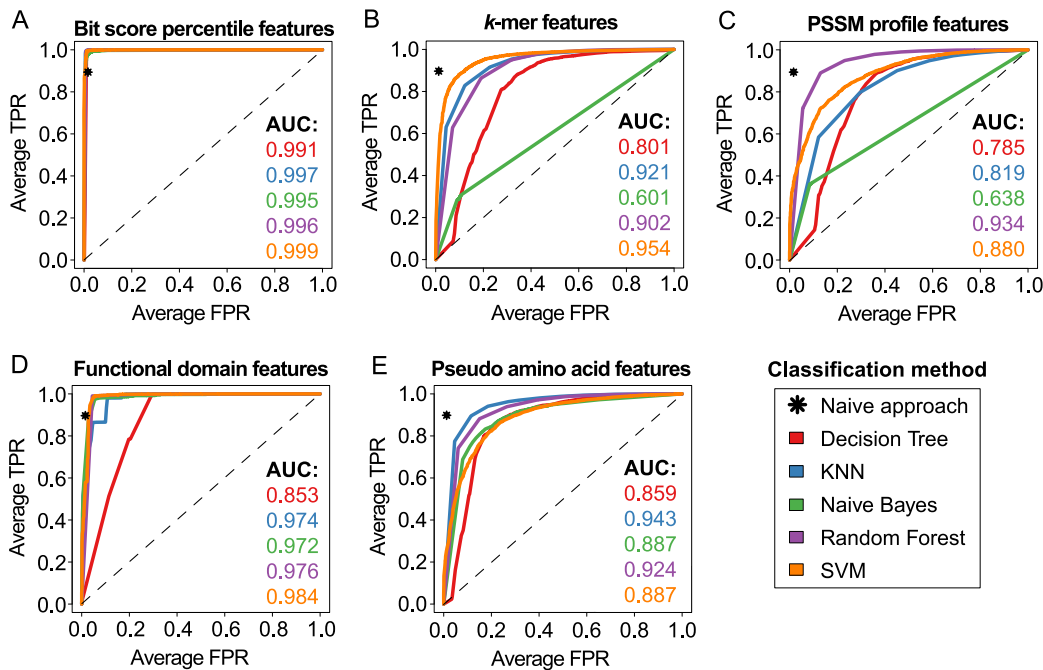 A
Bit score percentile features
1.0
0.8
0.6
0.4
0.2
0.0
Average TPR
AUC:
0.991
0.997
0.995
0.996
0.999
0.0 0.2 0.4 0.6 0.8 1.0
Average FPR
B
k-mer features
1.0
0.8
0.6
0.4
0.2
0.0
Average TPR
AUC:
0.801
0.921
0.601
0.902
0.954
0.0 0.2 0.4 0.6 0.8 1.0
Average FPR
C
PSSM profile features
1.0
0.8
0.6
0.4
0.2
0.0
Average TPR
AUC:
0.785
0.819
0.638
0.934
0.880
0.0 0.2 0.4 0.6 0.8 1.0
Average FPR
D
Functional domain features
1.0
0.8
0.6
0.4
0.2
0.0
Average TPR
AUC:
0.853
0.974
0.972
0.976
0.984
0.0 0.2 0.4 0.6 0.8 1.0
Average FPR
E
Pseudo amino acid features
1.0
0.8
0.6
0.4
0.2
0.0
Average TPR
AUC:
0.859
0.943
0.887
0.924
0.887
0.0 0.2 0.4 0.6 0.8 1.0
Average FPR
Classification method
Naive approach
Decision Tree
KNN
Naive Bayes
Random Forest
SVM